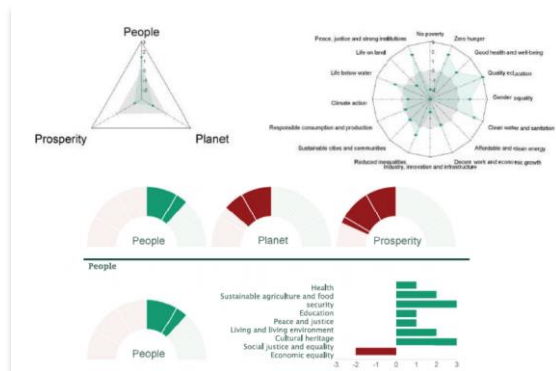 People
Prosperity
Planet
No poverty
Zero hunger
Good health and well-being
Quality education
Gender equality
Clean water and sanitation
Affordable and clean energy
Decent work and economic growth
Industry, innovation and infrastructure
Reduced inequalities
Sustainable cities and communities
Responsible consumption and production
Climate action
Life below water
Life on land
Peace, justice and strong institutions
People
Planet
Prosperity
People
People
Health
Sustainable agriculture and food
security
Education
Peace and justice
Living and living environment
Cultural heritage
Social justice and equality
Economic equality
-3 -2 -1 0 1 2 3